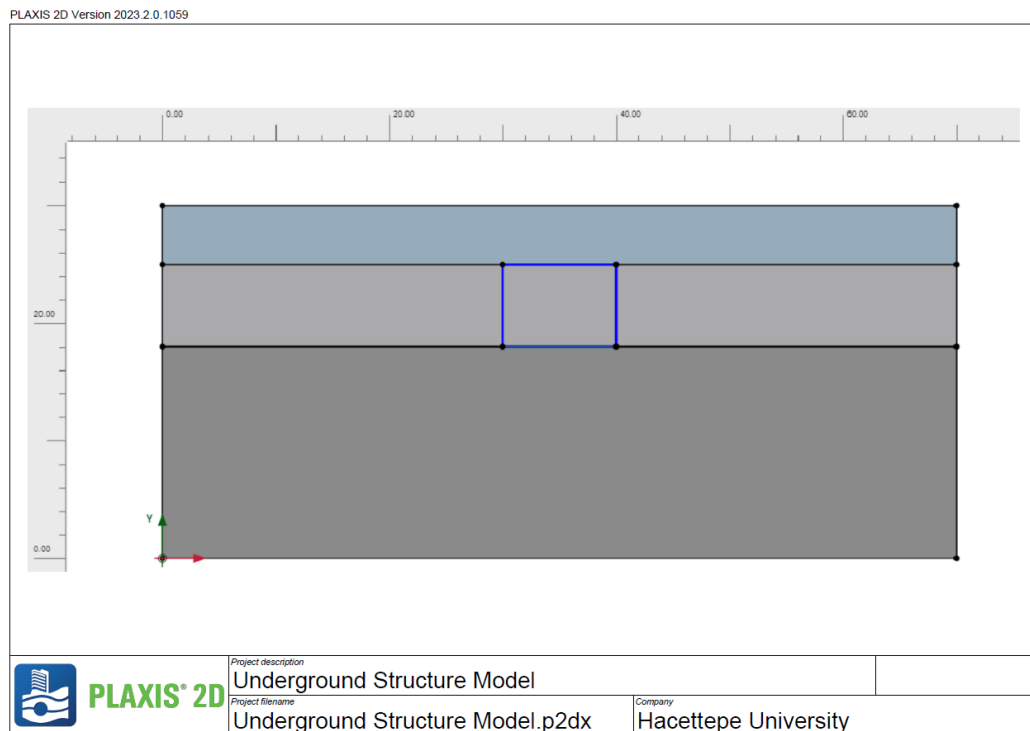 PLAXIS 2D Version 2023.2.0.1059
0.00
20.00
40.00
60.00
20.00
0.00
Y
PLAXIS® 2D
Project description
Underground Structure Model
Project filename
Underground Structure Model.p2dx
Company
Hacettepe University